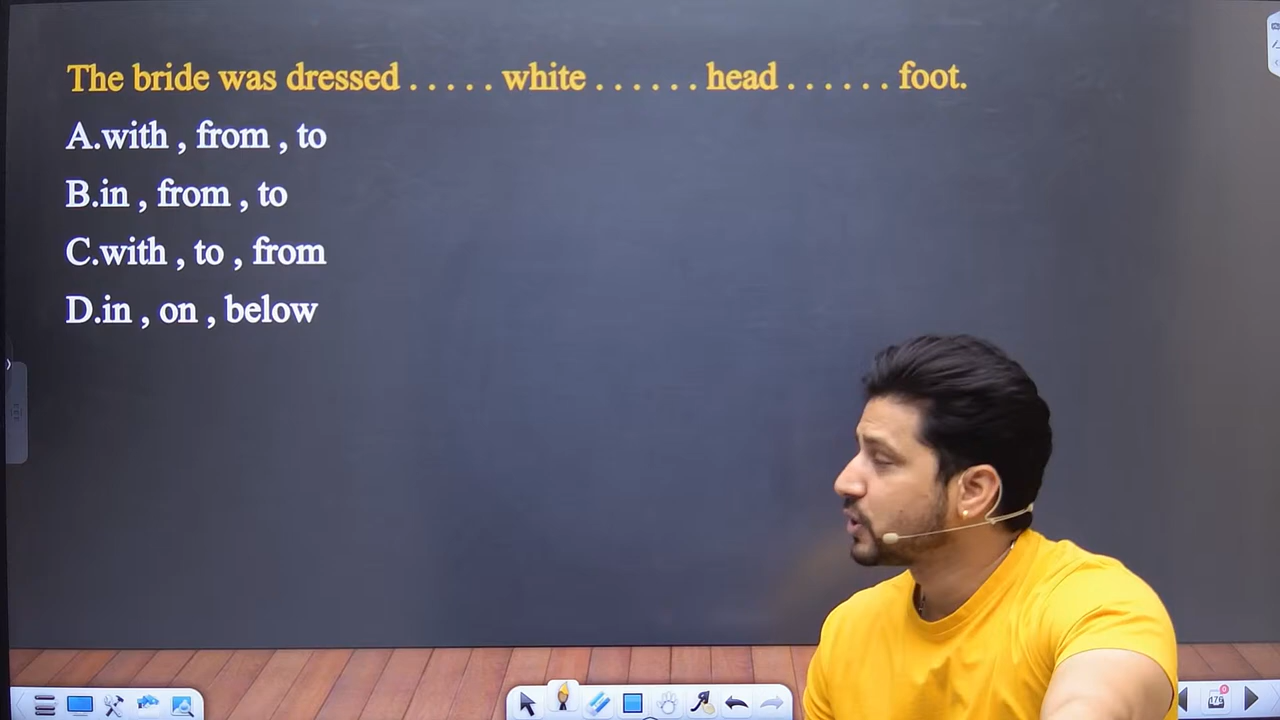 The bride was dressed . . . . . white . . . . . . head . . . . . . foot.
A.with , from , to
B.in , from , to
C.with , to , from
D.in , on , below